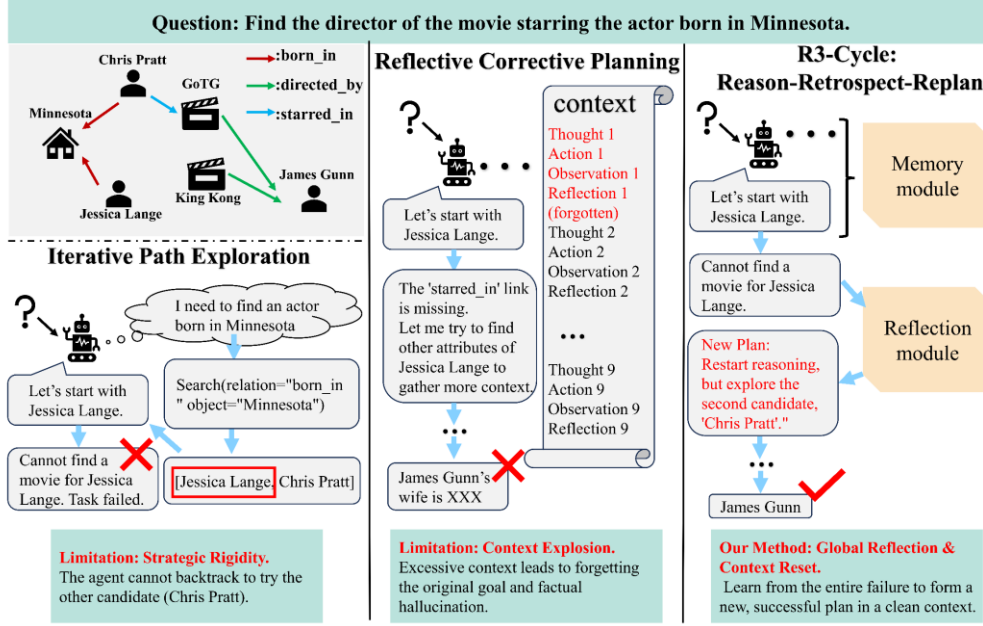 Question: Find the director of the movie starring the actor born in Minnesota.
Chris Pratt
GoTG
:born_in
:directed_by
:starred_in
Minnesota
James Gunn
King Kong
Jessica Lange
Iterative Path Exploration
?
I need to find an actor
born in Minnesota
Let's start with
Jessica Lange.
Search(relation="born_in
" object="Minnesota")
Cannot find a
movie for Jessica
Lange. Task failed.
[Jessica Lange, Chris Pratt]
Limitation: Strategic Rigidity.
The agent cannot backtrack to try the
other candidate (Chris Pratt).
Reflective Corrective Planning
?
Let's start with
Jessica Lange.
The 'starred_in' link
is missing.
Let me try to find
other attributes of
Jessica Lange to
gather more context.
...
James Gunn's
wife is XXX
context
Thought 1
Action 1
Observation 1
Reflection 1
(forgotten)
Thought 2
Action 2
Observation 2
Reflection 2
...
Thought 9
Action 9
Observation 9
Reflection 9
Limitation: Context Explosion.
Excessive context leads to forgetting
the original goal and factual
hallucination.
R3-Cycle:
Reason-Retrospect-Replan
?
Let's start with
Jessica Lange.
Memory
module
Cannot find a
movie for Jessica
Lange.
Reflection
module
New Plan:
Restart reasoning,
but explore the
second candidate,
'Chris Pratt'."
...
James Gunn
Our Method: Global Reflection &
Context Reset.
Learn from the entire failure to form a
new, successful plan in a clean context.